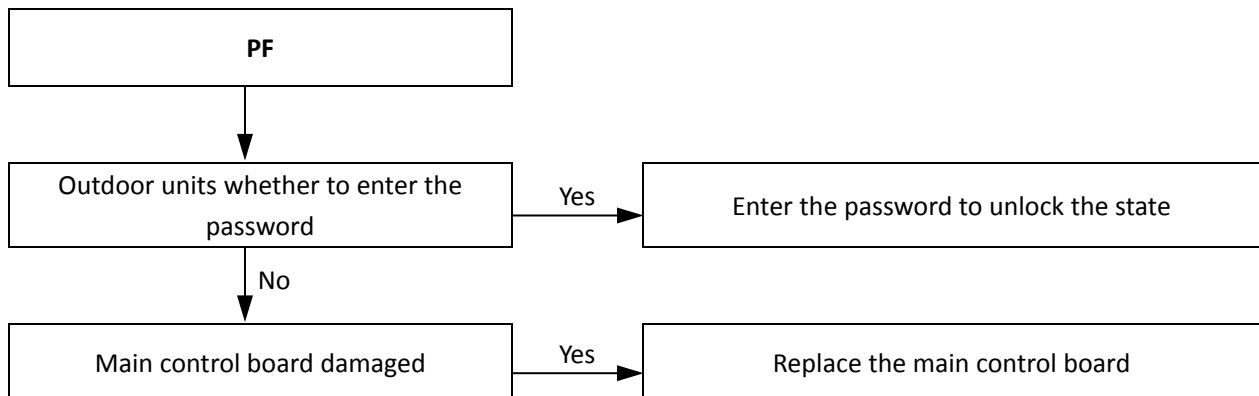 PF
Outdoor units whether to enter the
password
Yes
Enter the password to unlock the state
No
Main control board damaged
Yes
Replace the main control board